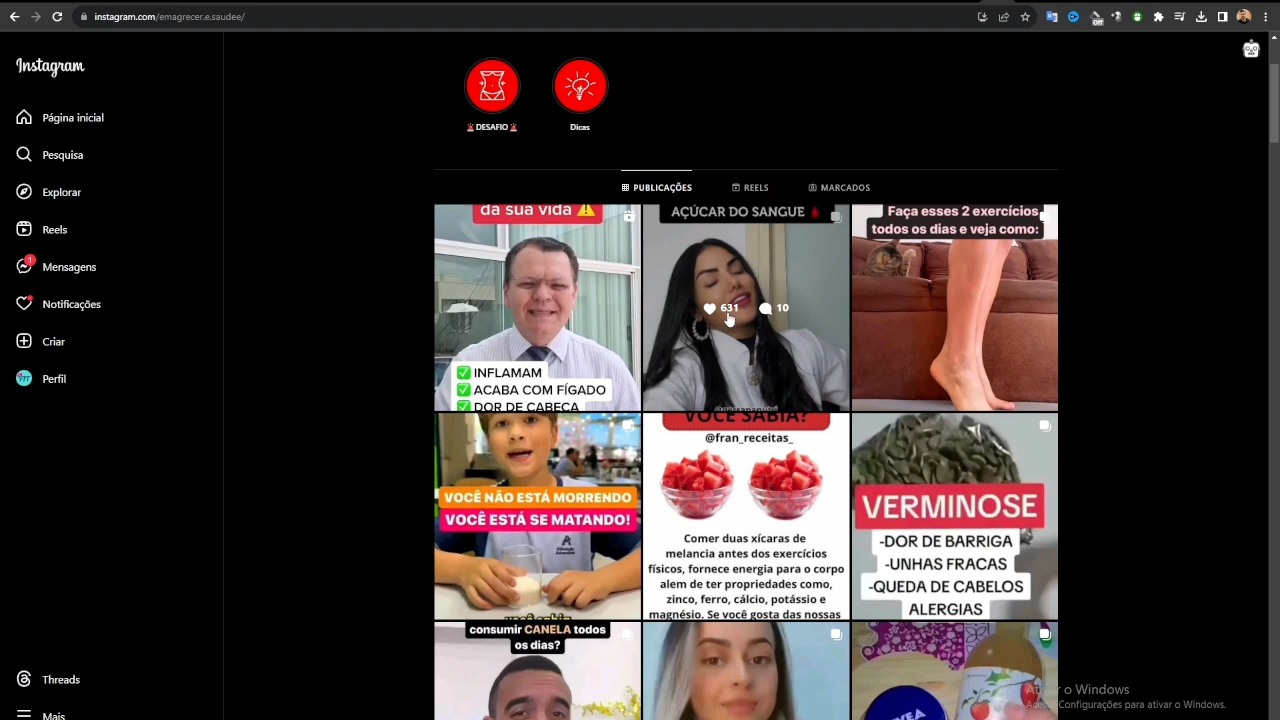 instagram.com/emagrecer.e.saudee/
Off
Instagram
Página inicial
Pesquisa
Explorar
Reels
1
Mensagens
Notificações
Criar
Perfil
Threads
Mais
🚨 DESAFIO 🚨
Dicas
PUBLICAÇÕES
REELS
MARCADOS
da sua vida ⚠️
✅ INFLAMAM
✅ ACABA COM FÍGADO
✅ DOR DE CABEÇA
AÇÚCAR DO SANGUE 🩸
631
10
Faça esses 2 exercícios
todos os dias e veja como:
VOCÊ NÃO ESTÁ MORRENDO
VOCÊ ESTÁ SE MATANDO!
VOCÊ SABIA?
@fran_receitas_
Comer duas xícaras de
melancia antes dos exercícios
físicos, fornece energia para o corpo
alem de ter propriedades como,
zinco, ferro, cálcio, potássio e
magnésio. Se você gosta das nossas
VERMINOSE
-DOR DE BARRIGA
-UNHAS FRACAS
-QUEDA DE CABELOS
ALERGIAS
consumir CANELA todos
os dias?
NIVEA
Ativar o Windows
Acesse Configurações para ativar o Windows.